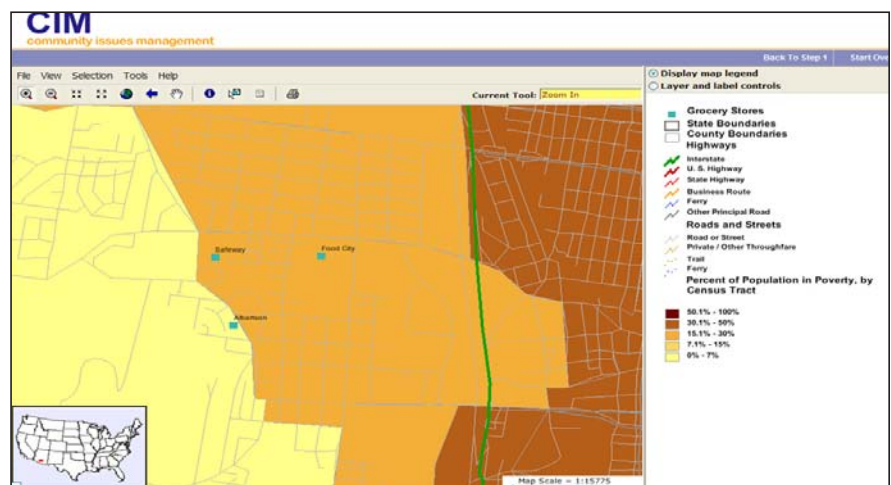 CIM
community issues management
Back To Step 1 Start Ove
File View Selection Tools Help
Current Tool: Zoom In
Display map legend
Layer and label controls
Grocery Stores
State Boundaries
County Boundaries
Highways
Interstate
U. S. Highway
State Highway
Business Route
Ferry
Other Principal Road
Roads and Streets
Road or Street
Private / Other Throughfare
Trail
Ferry
Percent of Population in Poverty, by
Census Tract
50.1% - 100%
30.1% - 50%
15.1% - 30%
7.1% - 15%
0% - 7%
Safeway
Food City
Albertson
Map Scale = 1:15775